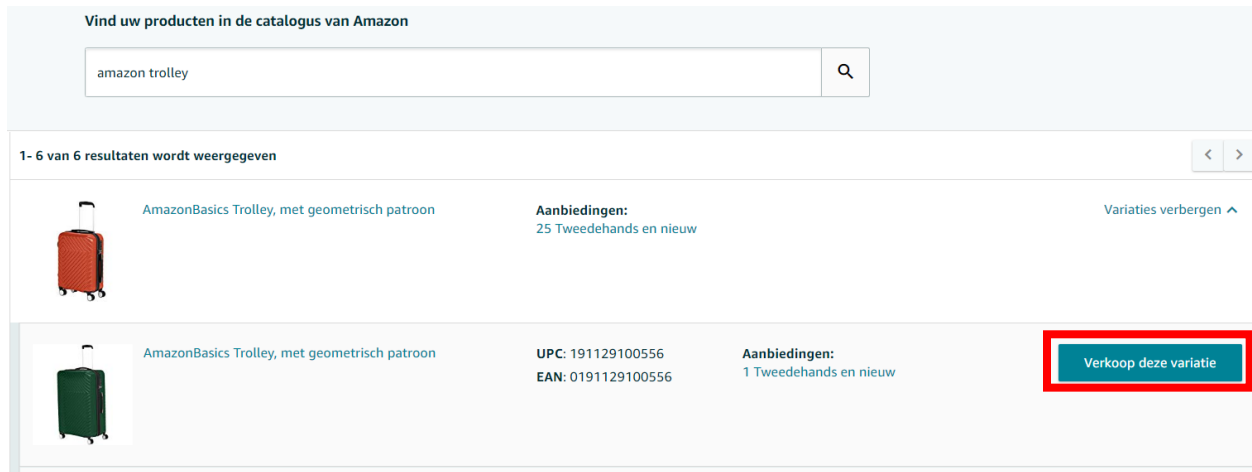 Vind uw producten in de catalogus van Amazon
amazon trolley
1- 6 van 6 resultaten wordt weergegeven
AmazonBasics Trolley, met geometrisch patroon
Aanbiedingen:
25 Tweedehands en nieuw
Variaties verbergen
AmazonBasics Trolley, met geometrisch patroon
UPC: 191129100556
EAN: 0191129100556
Aanbiedingen:
1 Tweedehands en nieuw
Verkoop deze variatie